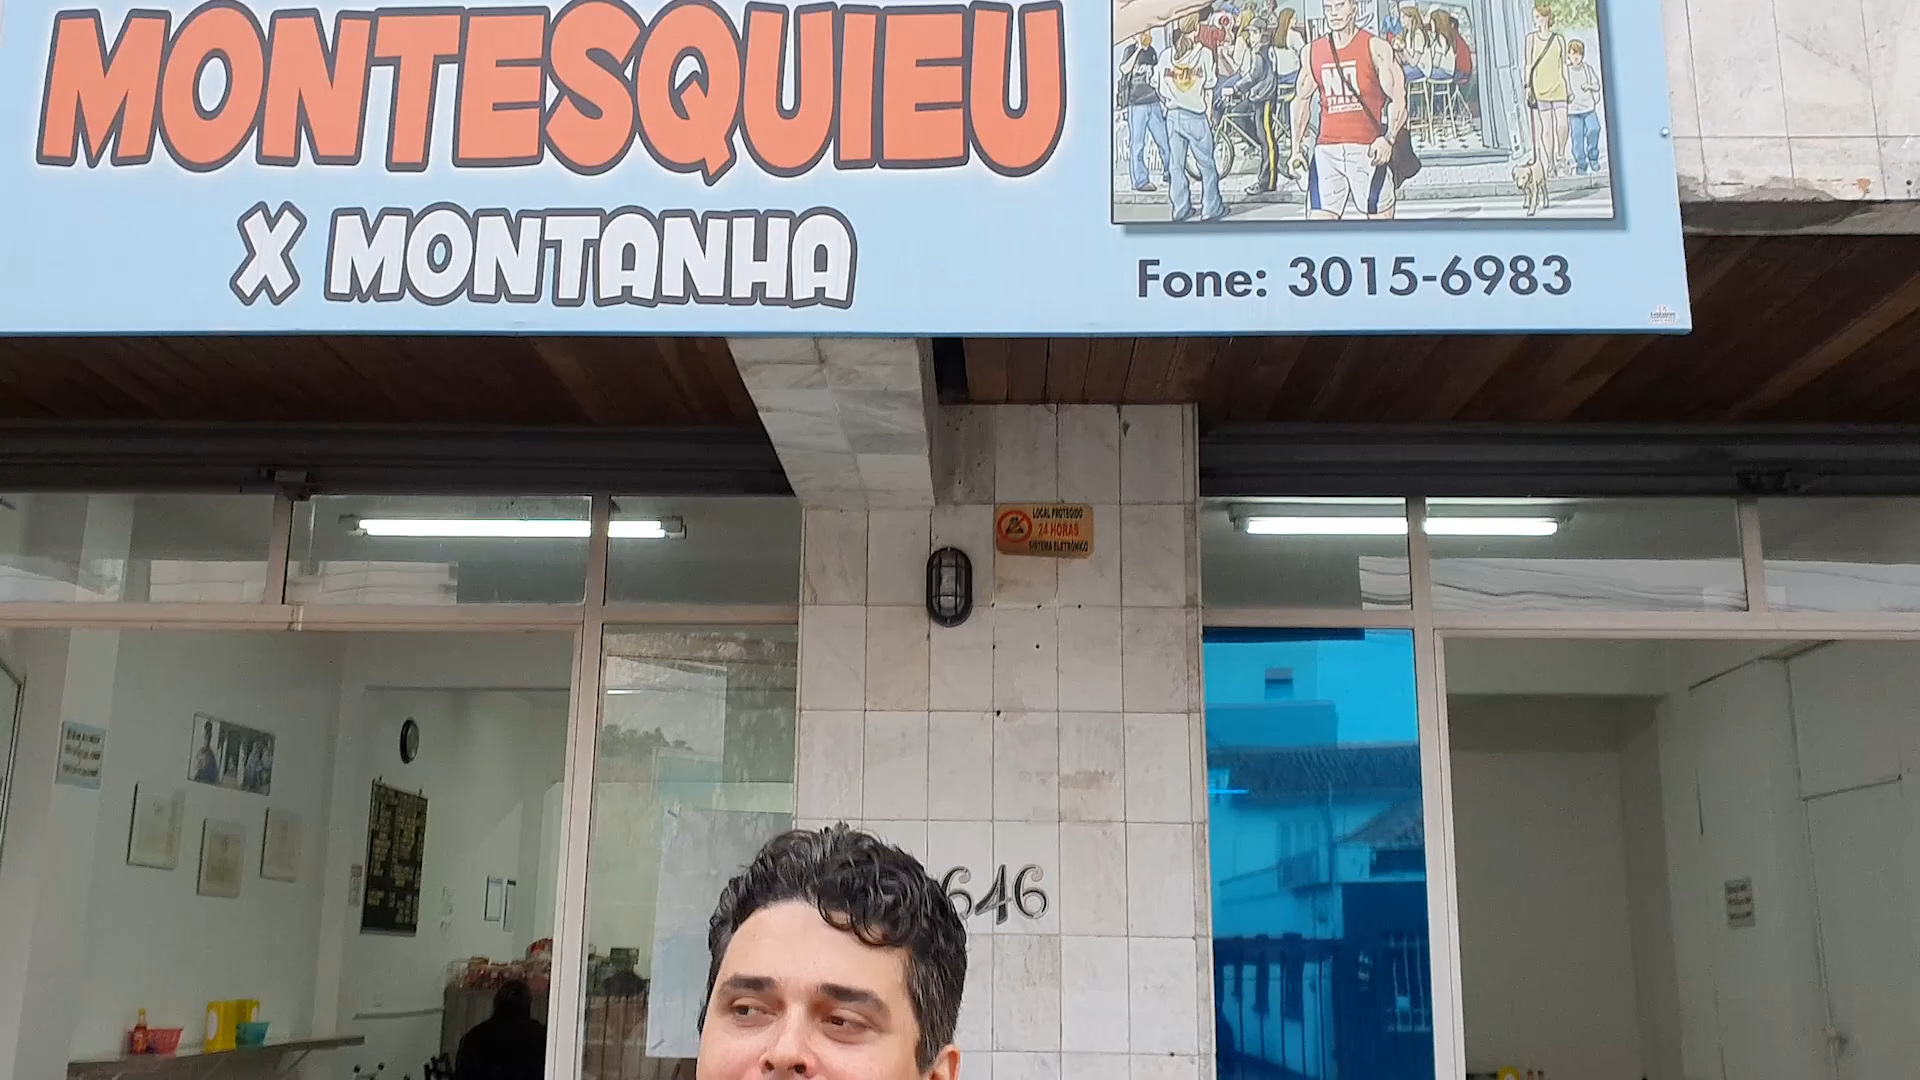 MONTESQUIEU
X MONTANHA
Fone: 3015-6983
LOCAL PROTEGIDO
24 HORAS
SISTEMA ELETRÔNICO
646